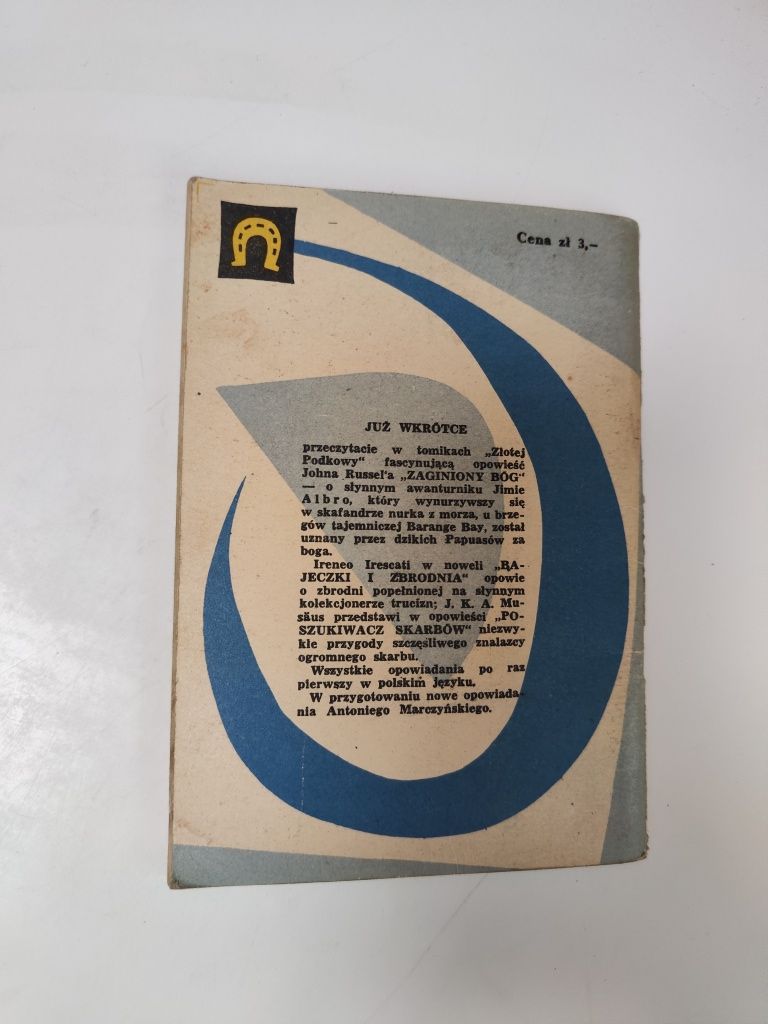 Cena zł 3,–
JUŻ WKRÓTCE
przeczytacie w tomikach „Złotej
Podkowy“ fascynującą opowieść
Johna Russel'a „ZAGINIONY BÓG“
— o słynnym awanturniku Jimie
Albro, który wynurzywszy się
w skafandrze nurka z morza, u brze-
gów tajemniczej Barange Bay, został
uznany przez dzikich Papuasów za
boga.
Ireneo Irescati w noweli „BA-
JECZKI I ZBRODNIA“ opowie
o zbrodni popełnionej na słynnym
kolekcjonerze trucizn; J. K. A. Mu-
säus przedstawi w opowieści „PO-
SZUKIWACZ SKARBÓW“ niezwy-
kłe przygody szczęśliwego znalazcy
ogromnego skarbu.
Wszystkie opowiadania po raz
pierwszy w polskim języku.
W przygotowaniu nowe opowiada-
nia Antoniego Marczyńskiego.